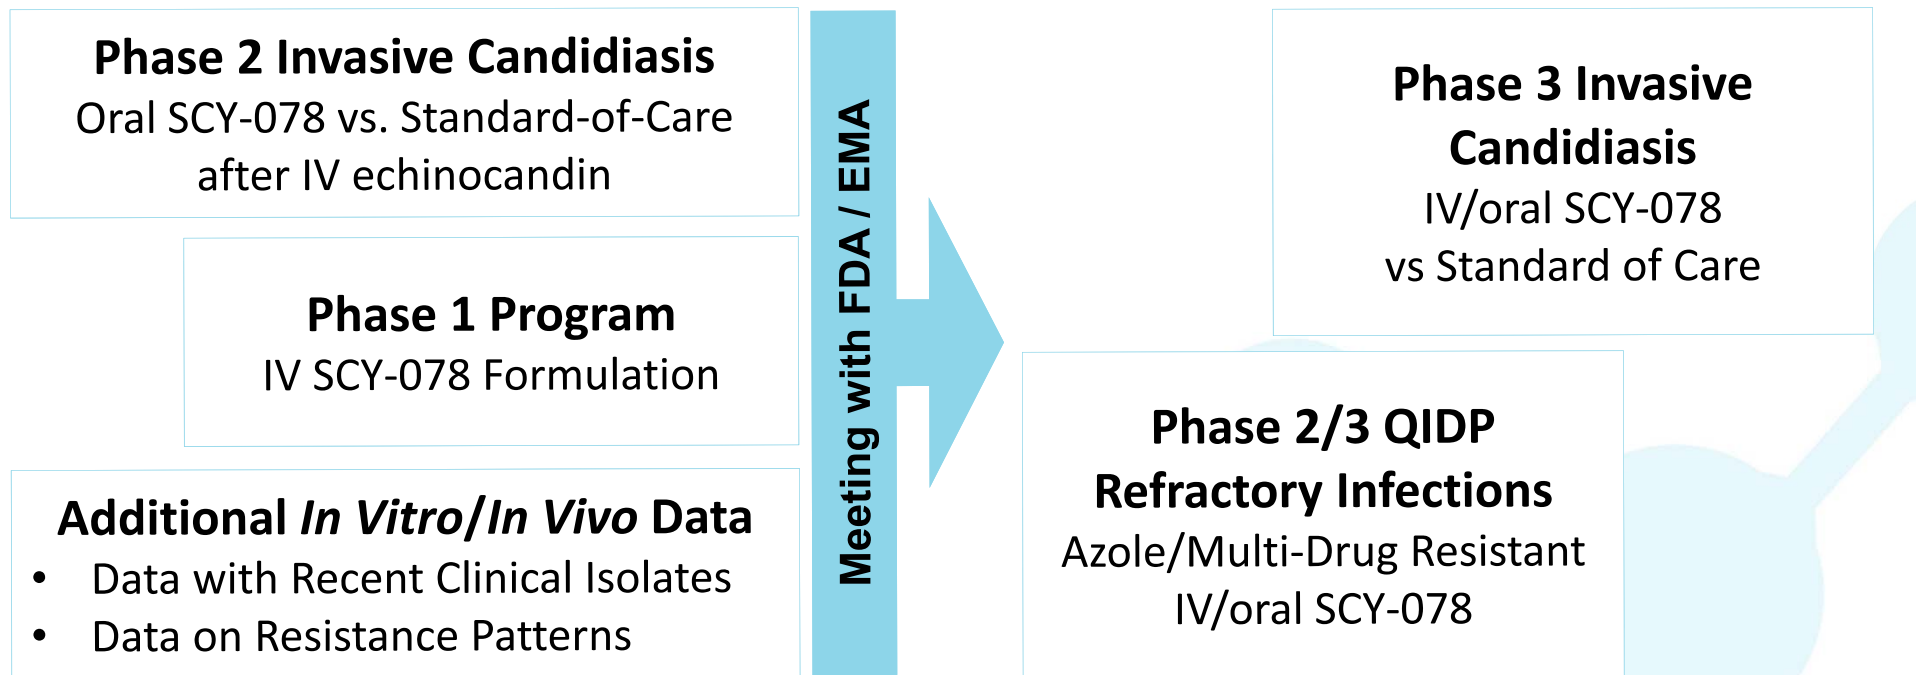 Phase 2 Invasive Candidiasis
Oral SCY-078 vs. Standard-of-Care
after IV echinocandin
Phase 1 Program
IV SCY-078 Formulation
Additional In Vitro/In Vivo Data
• Data with Recent Clinical Isolates
• Data on Resistance Patterns
Meeting with FDA / EMA
Phase 3 Invasive
Candidiasis
IV/oral SCY-078
vs Standard of Care
Phase 2/3 QIDP
Refractory Infections
Azole/Multi-Drug Resistant
IV/oral SCY-078